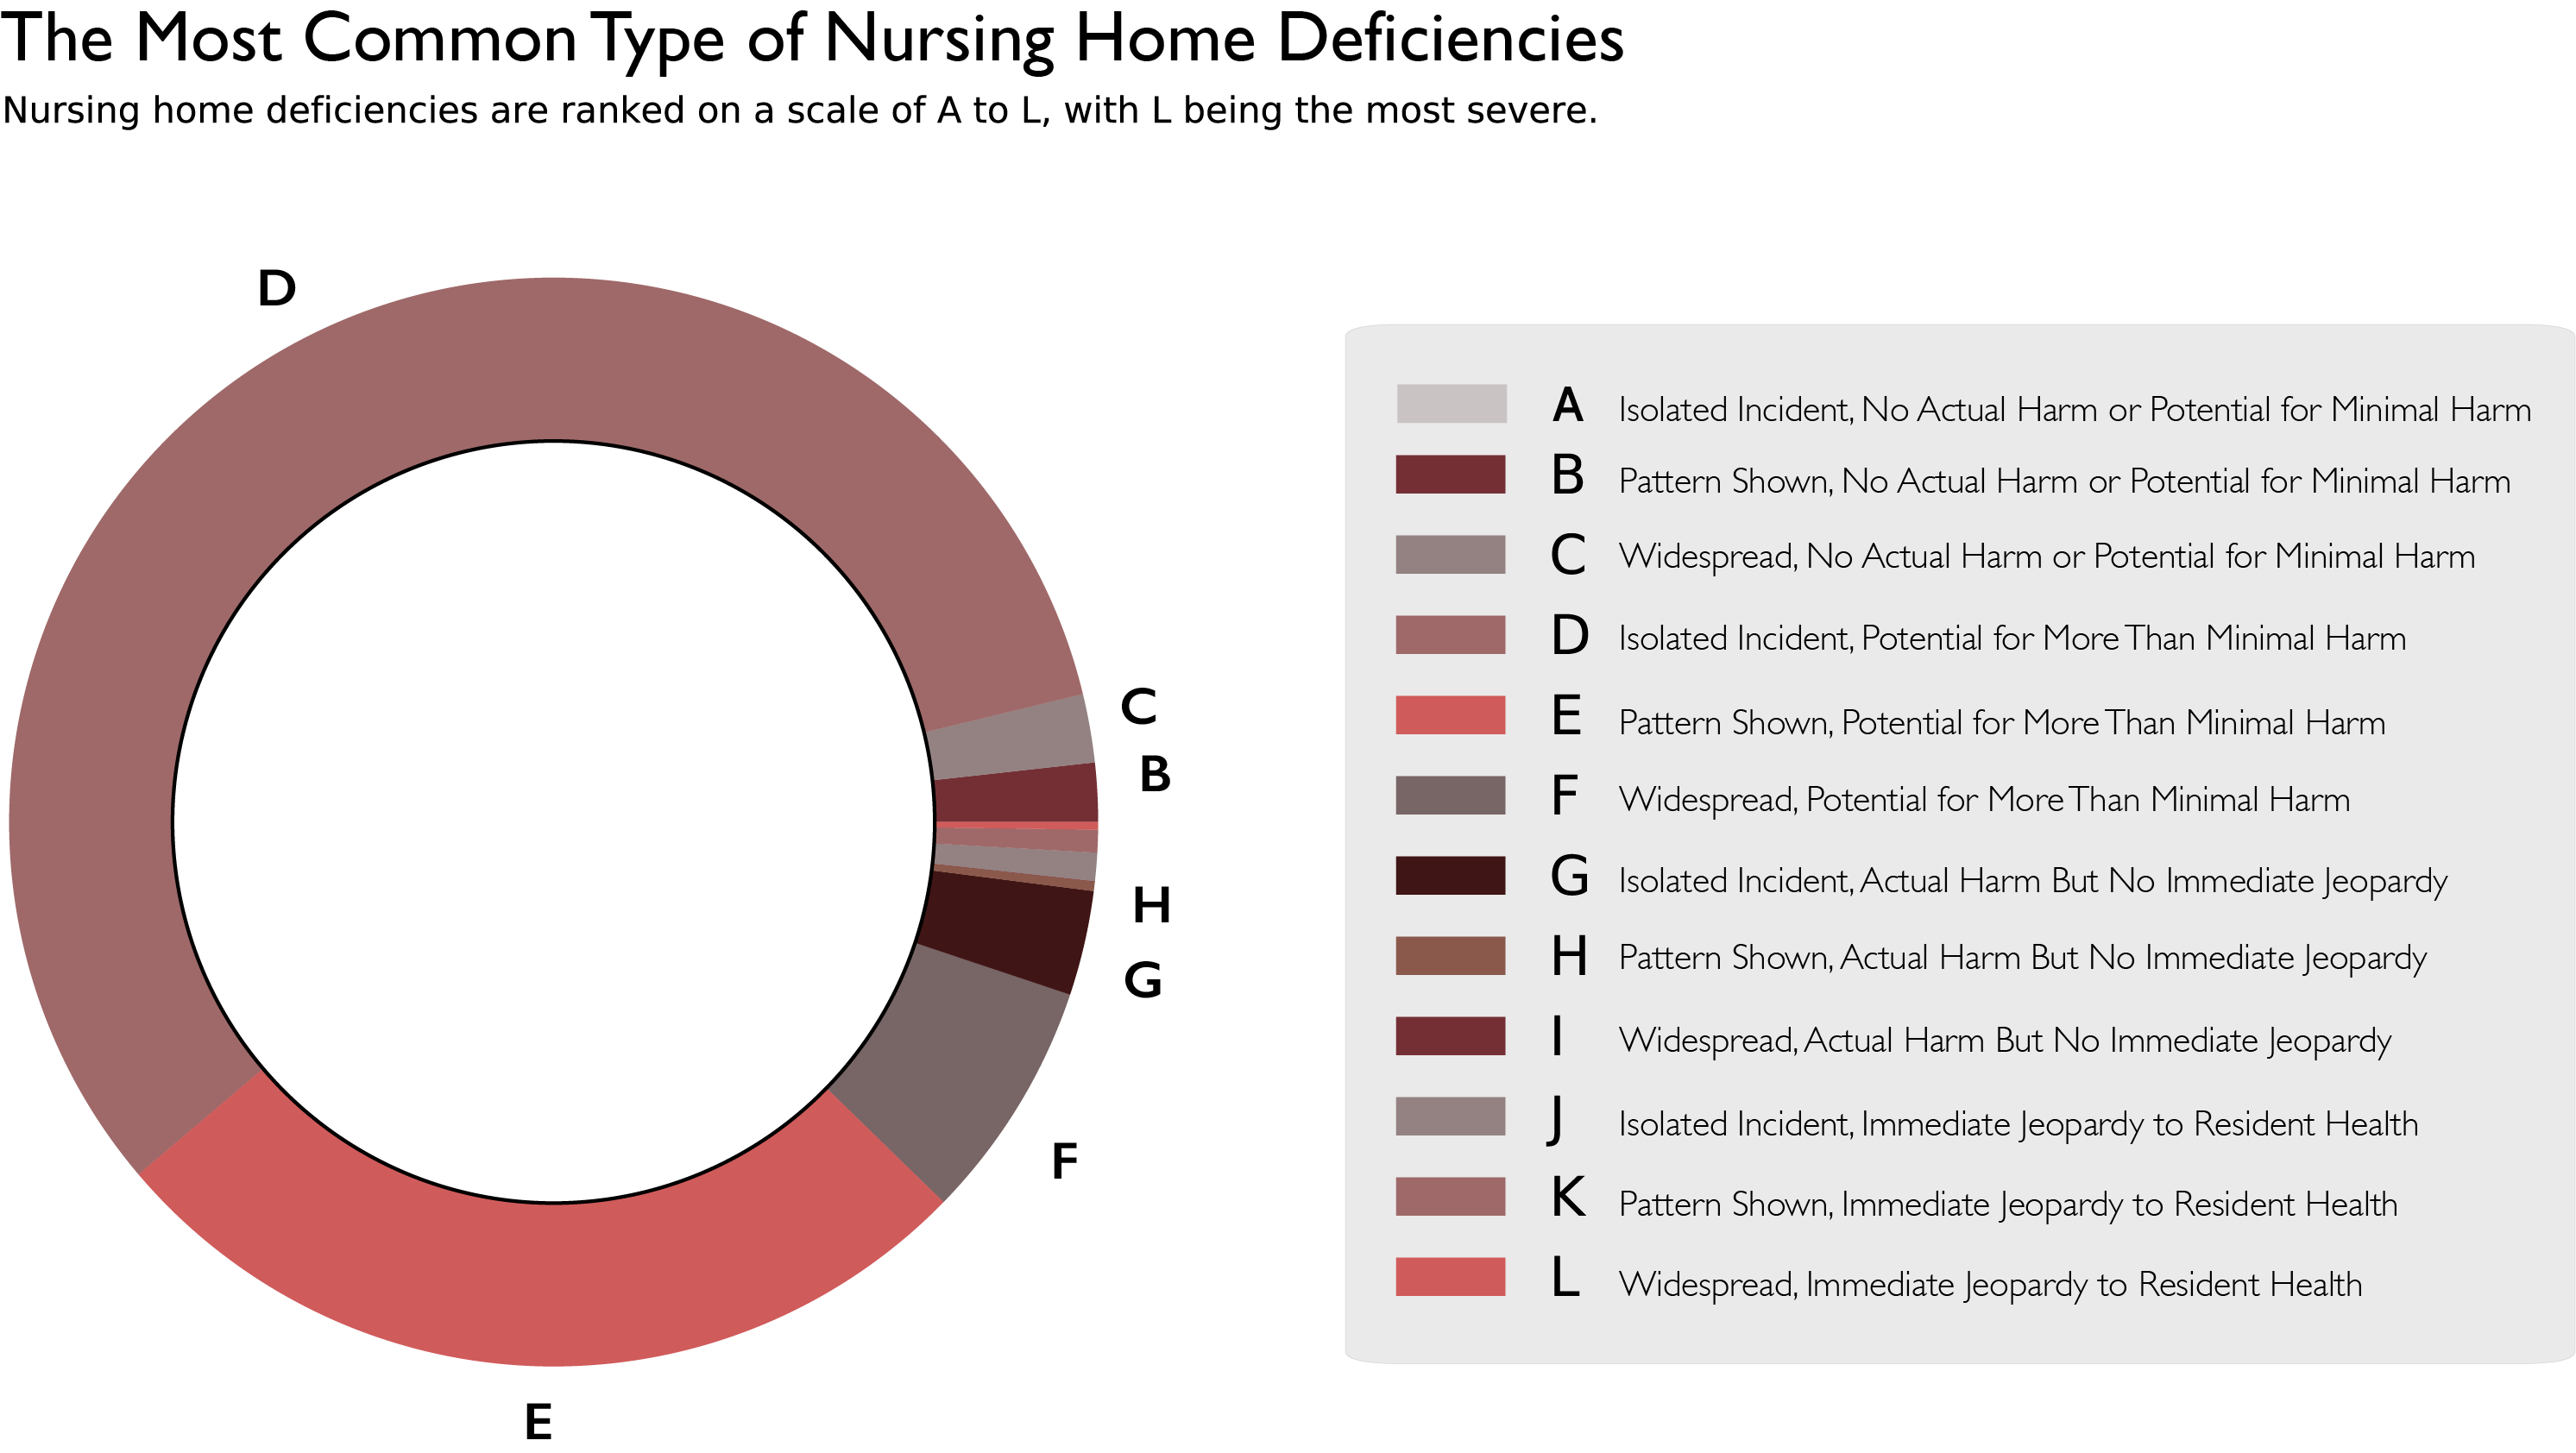 The Most Common Type of Nursing Home Deficiencies
Nursing home deficiencies are ranked on a scale of A to L, with L being the most severe.
D
C
B
H
G
F
E
A Isolated Incident, No Actual Harm or Potential for Minimal Harm
B Pattern Shown, No Actual Harm or Potential for Minimal Harm
C Widespread, No Actual Harm or Potential for Minimal Harm
D Isolated Incident, Potential for More Than Minimal Harm
E Pattern Shown, Potential for More Than Minimal Harm
F Widespread, Potential for More Than Minimal Harm
G Isolated Incident, Actual Harm But No Immediate Jeopardy
H Pattern Shown, Actual Harm But No Immediate Jeopardy
I Widespread, Actual Harm But No Immediate Jeopardy
J Isolated Incident, Immediate Jeopardy to Resident Health
K Pattern Shown, Immediate Jeopardy to Resident Health
L Widespread, Immediate Jeopardy to Resident Health